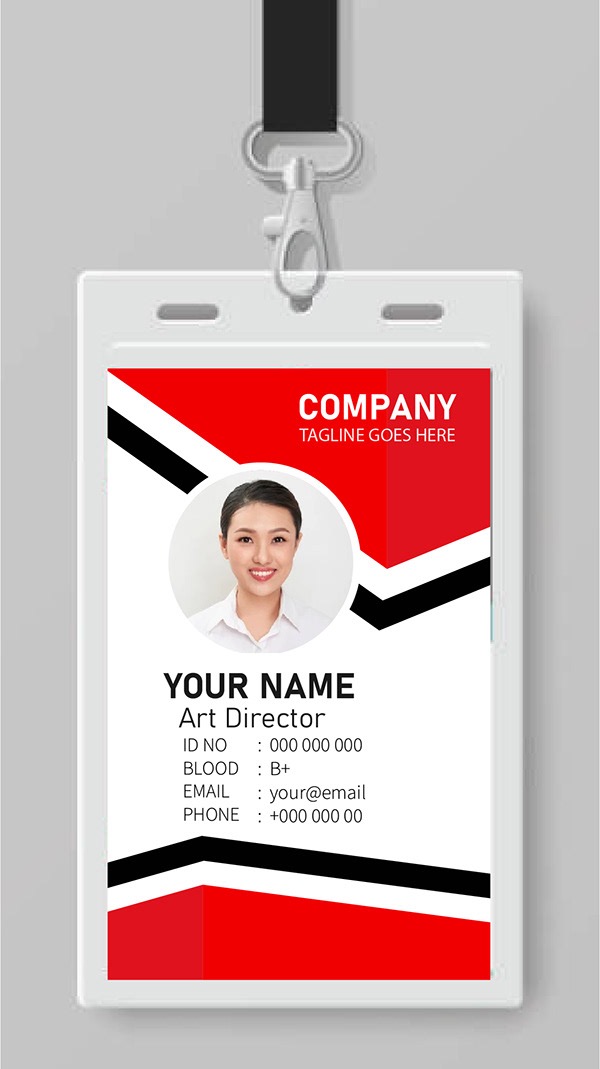 COMPANY
TAGLINE GOES HERE
YOUR NAME
Art Director
ID NO : 000 000 000
BLOOD : B+
EMAIL : your@email
PHONE : +000 000 00